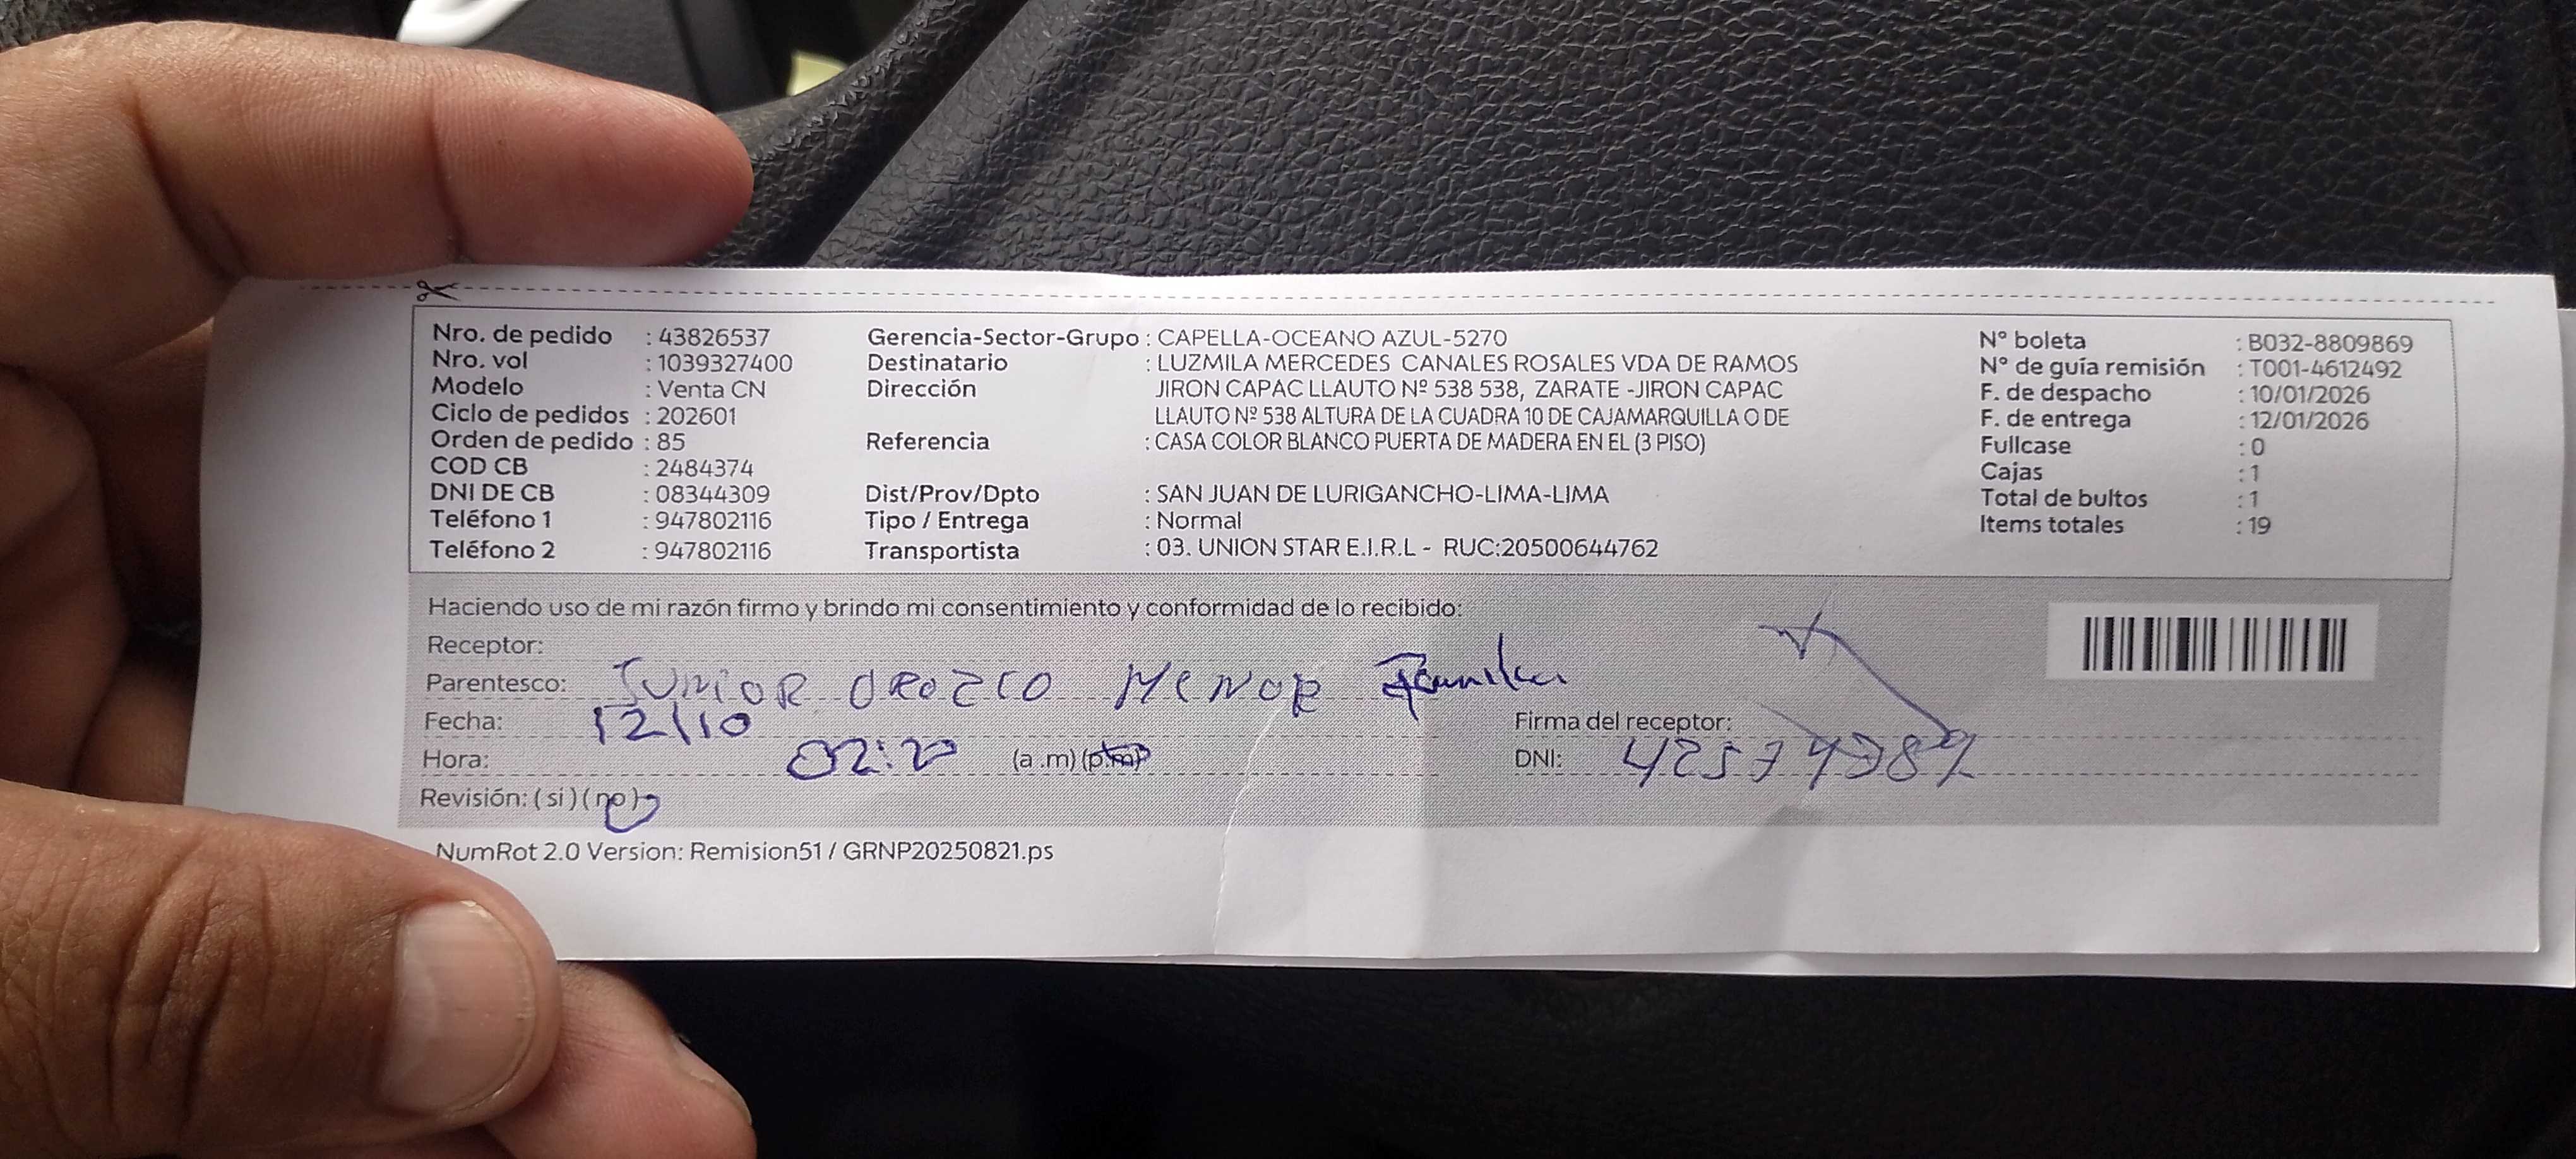 Nro. de pedido : 43826537
Nro. vol : 1039327400
Modelo : Venta CN
Ciclo de pedidos : 202601
Orden de pedido : 85
COD CB : 2484374
DNI DE CB : 08344309
Teléfono 1 : 947802116
Teléfono 2 : 947802116
Gerencia-Sector-Grupo : CAPELLA-OCEANO AZUL-5270
Destinatario : LUZMILA MERCEDES CANALES ROSALES VDA DE RAMOS
Dirección JIRON CAPAC LLAUTO Nº 538 538, ZARATE -JIRON CAPAC
LLAUTO Nº 538 ALTURA DE LA CUADRA 10 DE CAJAMARQUILLA O DE
Referencia : CASA COLOR BLANCO PUERTA DE MADERA EN EL (3 PISO)
Dist/Prov/Dpto : SAN JUAN DE LURIGANCHO-LIMA-LIMA
Tipo / Entrega : Normal
Transportista : 03. UNION STAR E.I.R.L - RUC:20500644762
Nº boleta : B032-8809869
Nº de guía remisión : T001-4612492
F. de despacho : 10/01/2026
F. de entrega : 12/01/2026
Fullcase : 0
Cajas : 1
Total de bultos : 1
Items totales : 19
Haciendo uso de mi razón firmo y brindo mi consentimiento y conformidad de lo recibido:
Receptor:
Parentesco: JUNIOR OROZCO
Fecha: 12/10
Hora: 02:20 (a .m) (p.m)
Revisión: ( si ) ( no )
Firma del receptor:
DNI:
NumRot 2.0 Version: Remision51 / GRNP20250821.ps